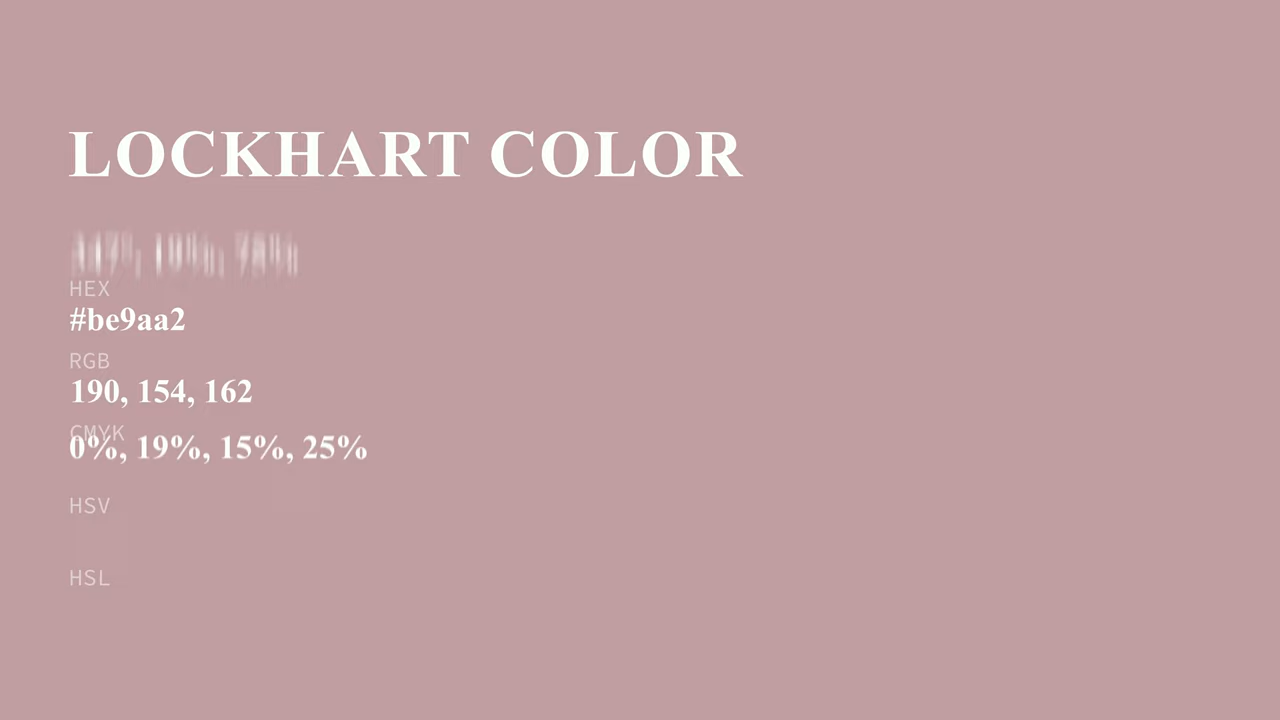 LOCKHART COLOR
HEX
#be9aa2
RGB
190, 154, 162
CMYK
0%, 19%, 15%, 25%
HSV
HSL